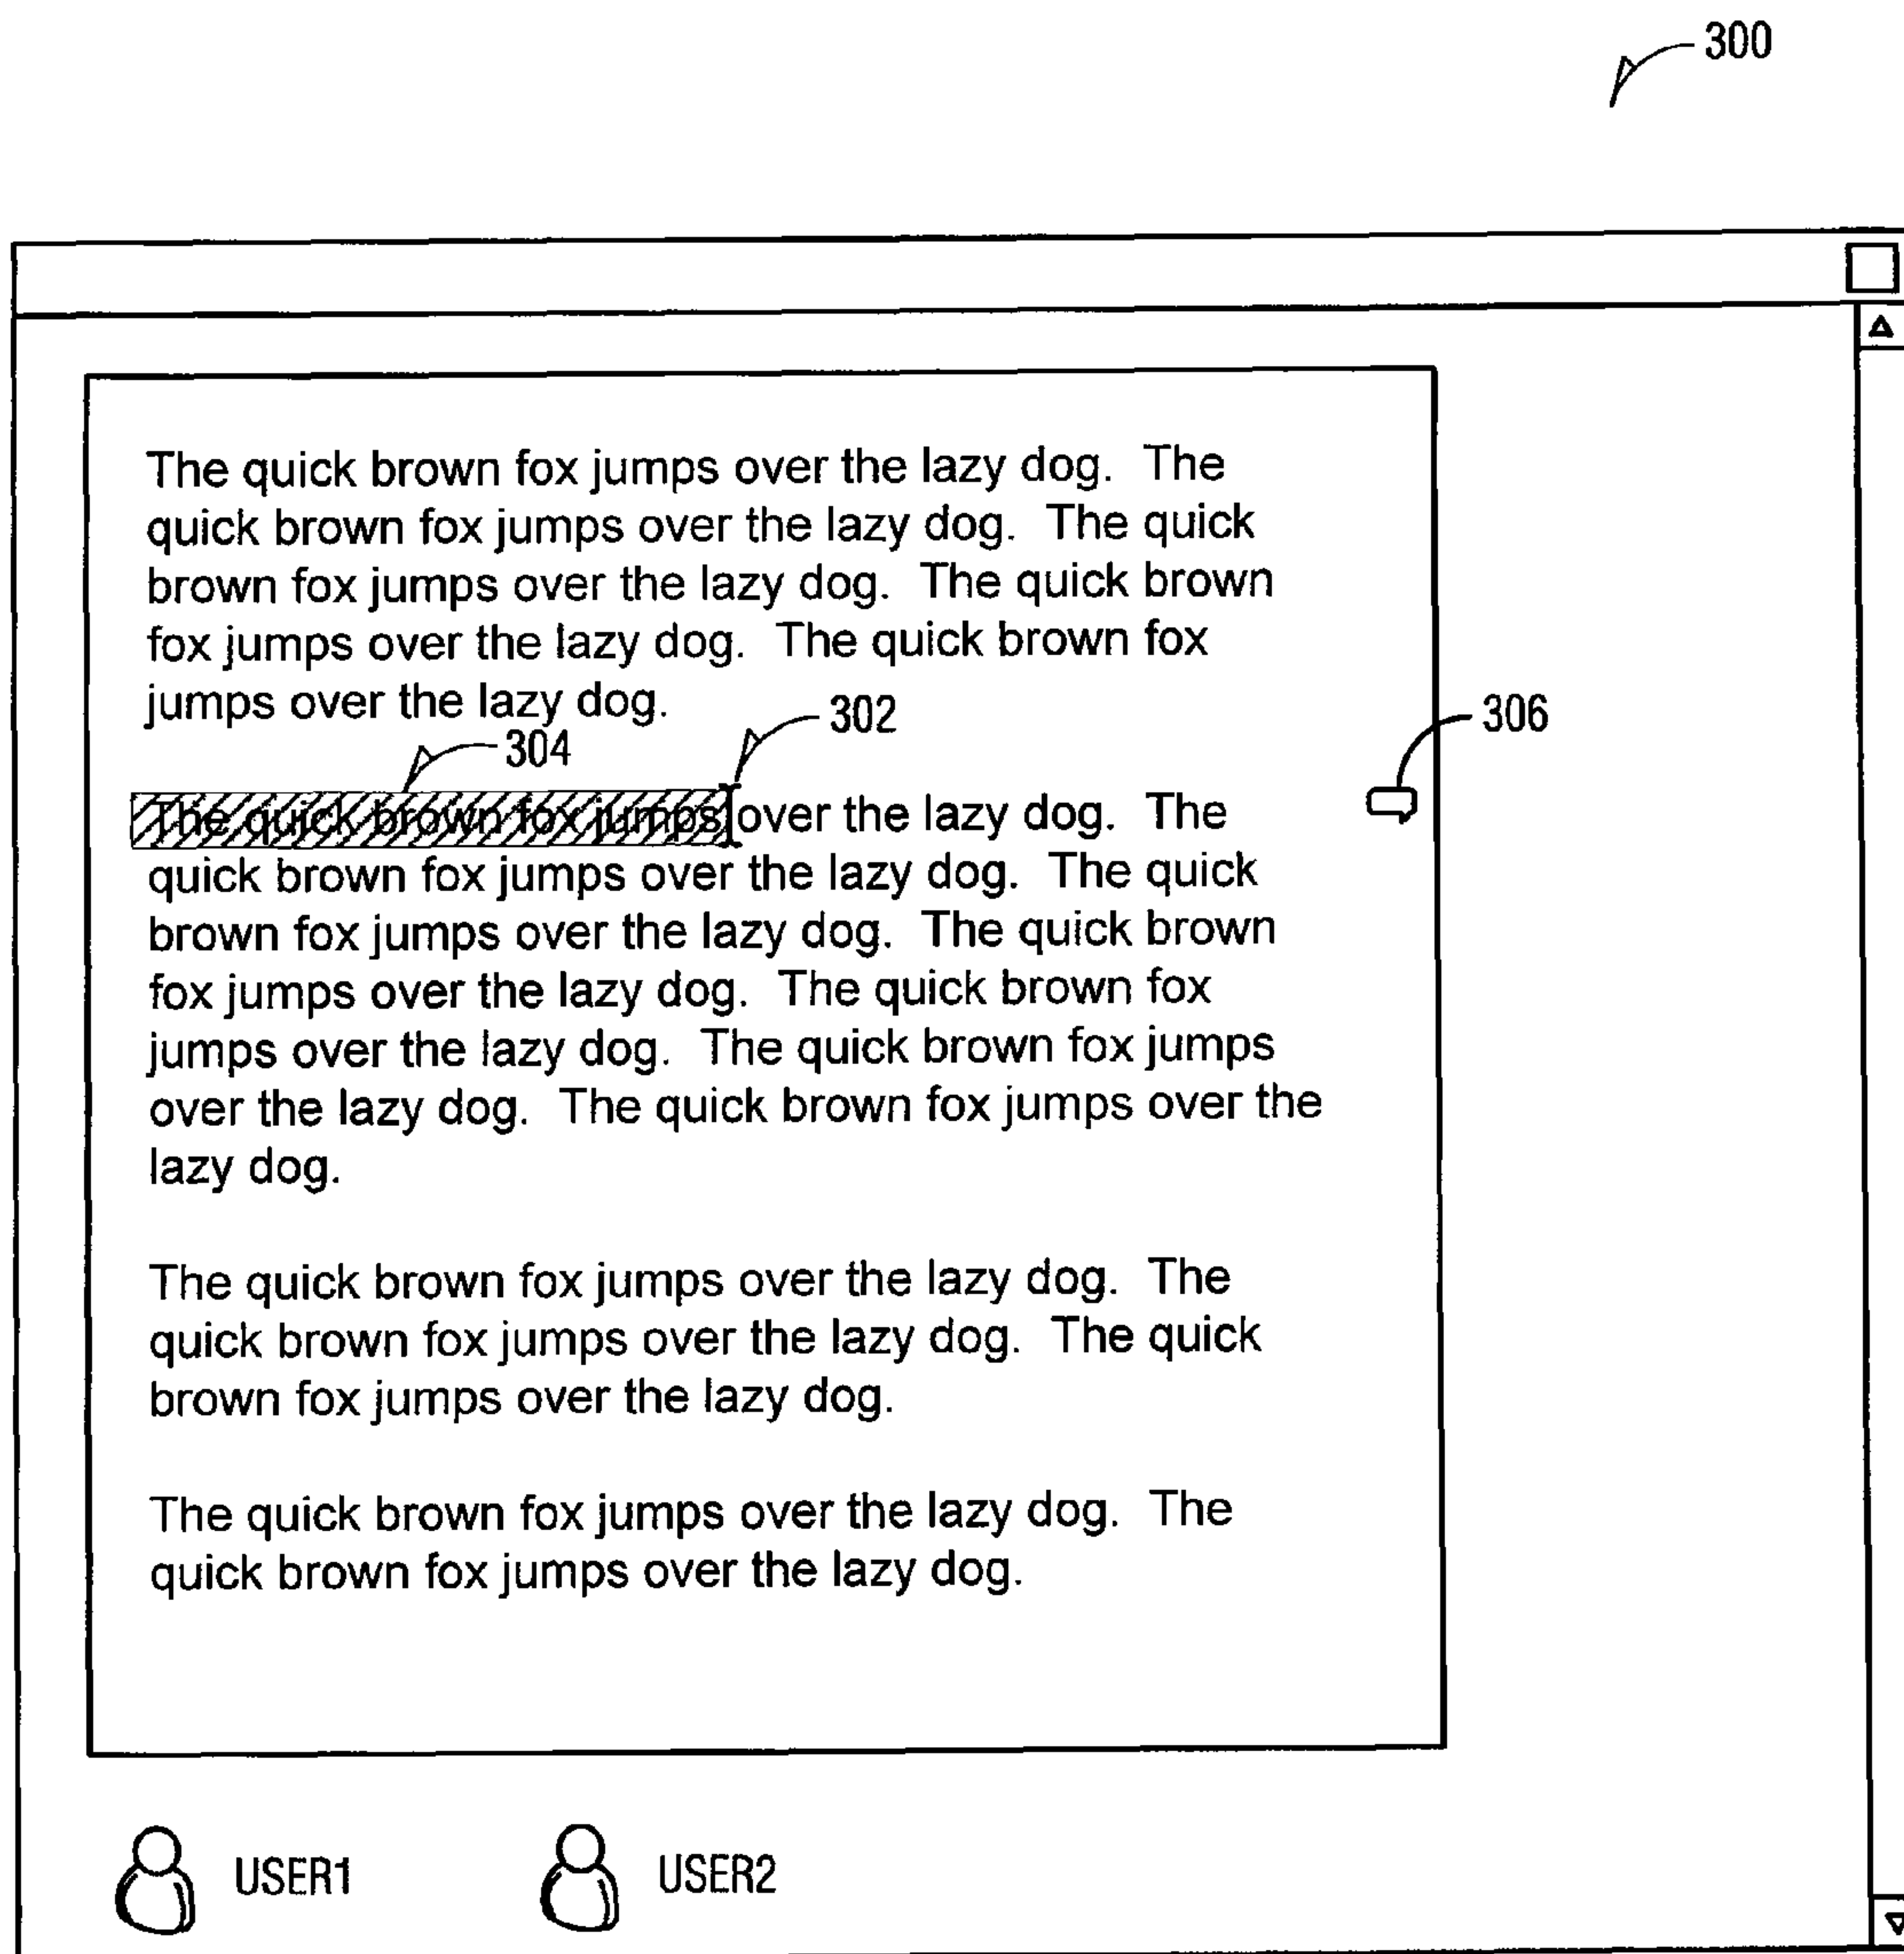 300
The quick brown fox jumps over the lazy dog. The
quick brown fox jumps over the lazy dog. The quick
brown fox jumps over the lazy dog. The quick brown
fox jumps over the lazy dog. The quick brown fox
jumps over the lazy dog.
302
306
304
The quick brown fox jumps over the lazy dog. The
quick brown fox jumps over the lazy dog. The quick
brown fox jumps over the lazy dog. The quick brown
fox jumps over the lazy dog. The quick brown fox
jumps over the lazy dog. The quick brown fox jumps
over the lazy dog. The quick brown fox jumps over the
lazy dog.
The quick brown fox jumps over the lazy dog. The
quick brown fox jumps over the lazy dog. The quick
brown fox jumps over the lazy dog.
The quick brown fox jumps over the lazy dog. The
quick brown fox jumps over the lazy dog.
USER1 USER2